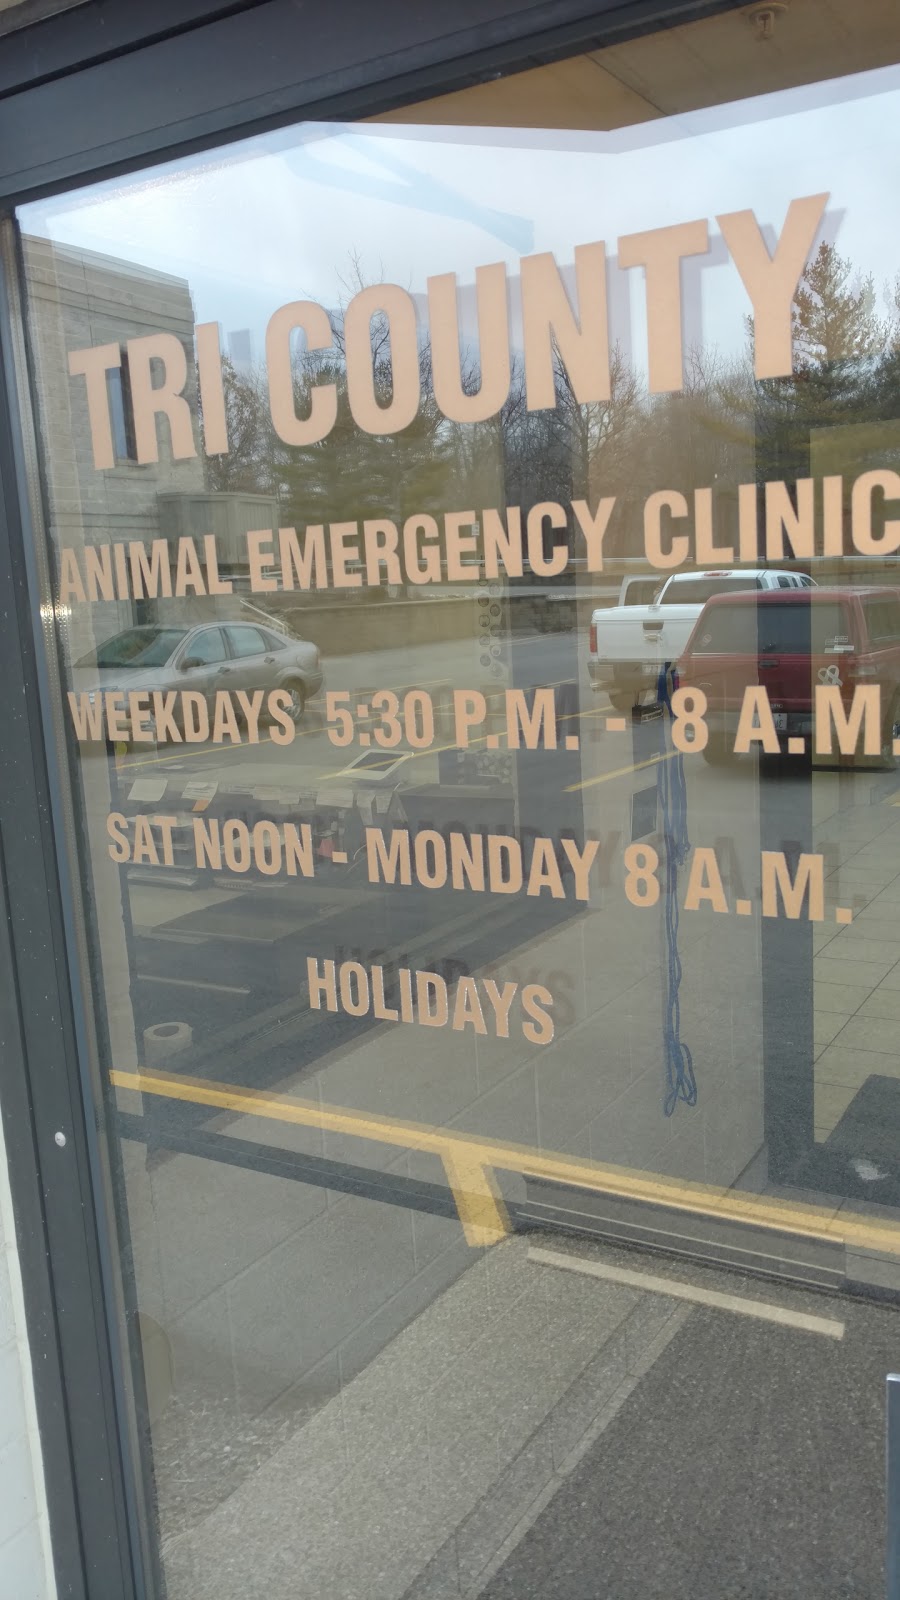 TRI COUNTY
ANIMAL EMERGENCY CLINIC
WEEKDAYS 5:30 P.M. - 8 A.M.
SAT NOON - MONDAY 8 A.M.
HOLIDAYS